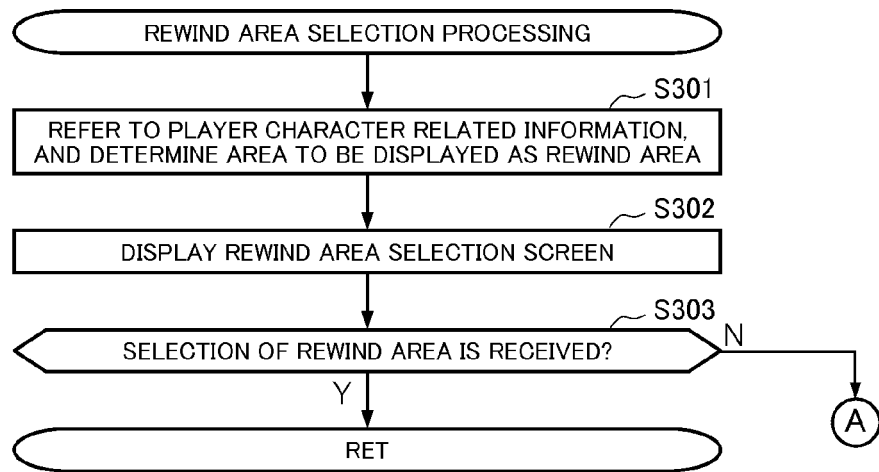 REWIND AREA SELECTION PROCESSING
S301
REFER TO PLAYER CHARACTER RELATED INFORMATION,
AND DETERMINE AREA TO BE DISPLAYED AS REWIND AREA
S302
DISPLAY REWIND AREA SELECTION SCREEN
S303
SELECTION OF REWIND AREA IS RECEIVED?
N
Y
A
RET